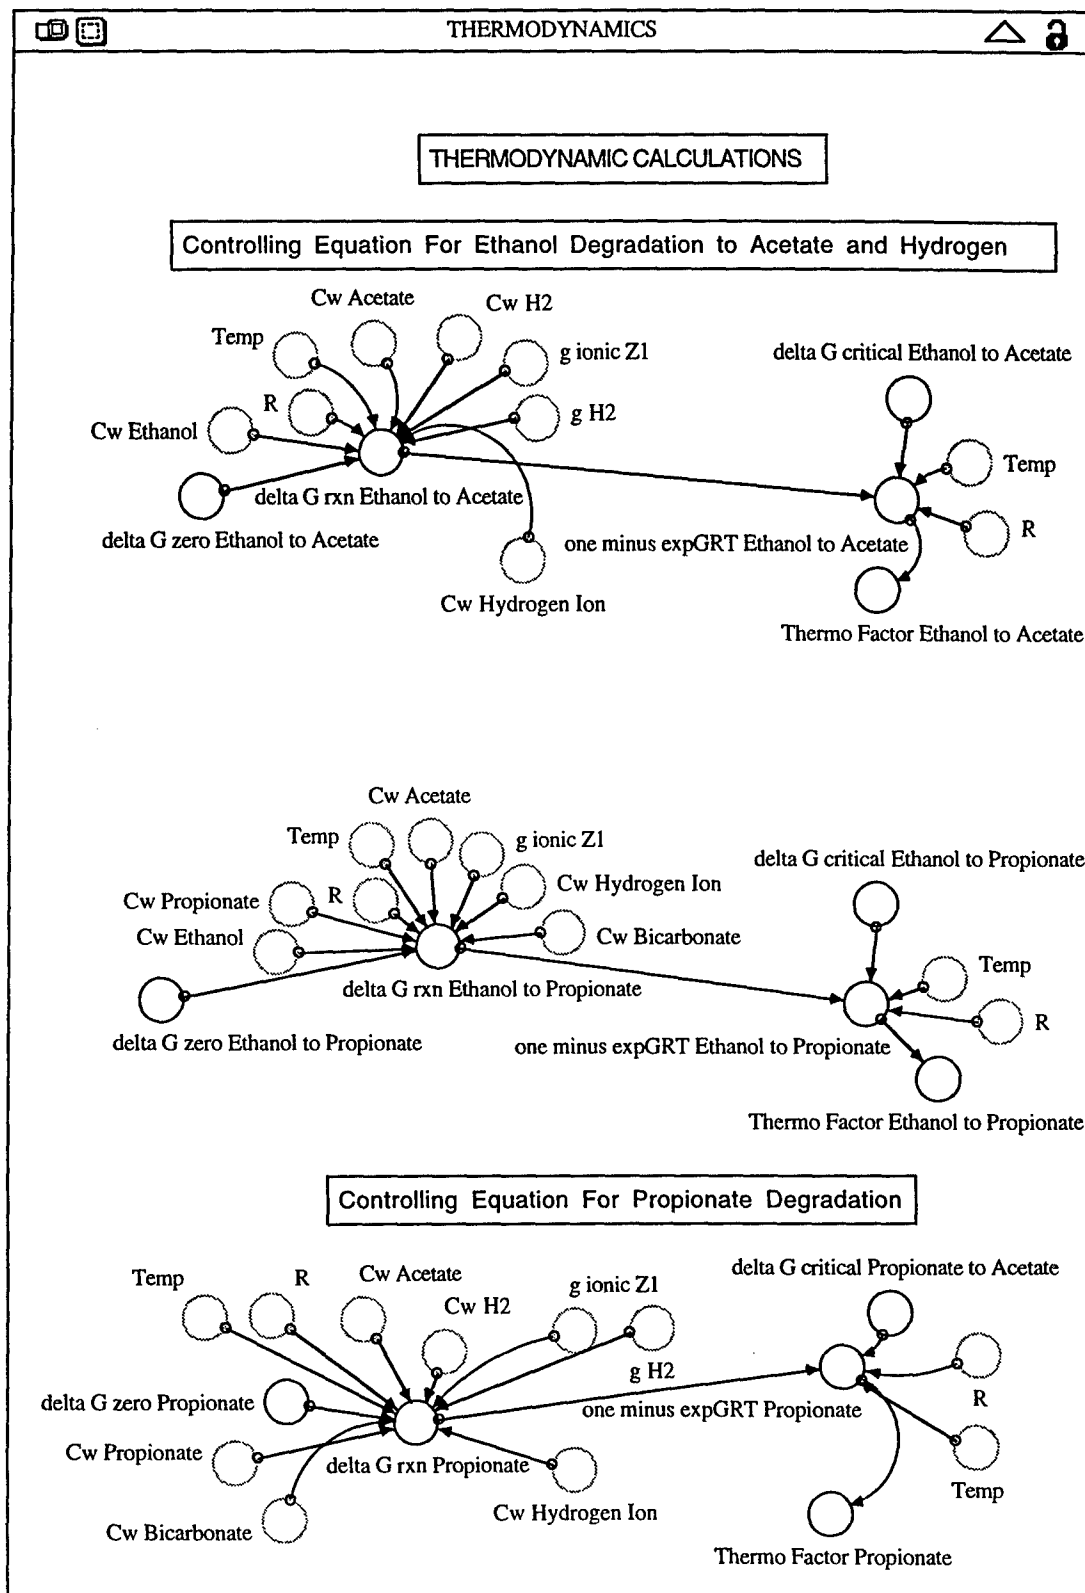 THERMODYNAMICS
THERMODYNAMIC CALCULATIONS
Controlling Equation For Ethanol Degradation to Acetate and Hydrogen
Cw Acetate
Cw H2
Temp
g ionic Z1
delta G critical Ethanol to Acetate
R
g H2
Cw Ethanol
Temp
delta G rxn Ethanol to Acetate
R
delta G zero Ethanol to Acetate
one minus expGRT Ethanol to Acetate
Cw Hydrogen Ion
Thermo Factor Ethanol to Acetate
Cw Acetate
Temp
g ionic Z1
delta G critical Ethanol to Propionate
Cw Hydrogen Ion
R
Cw Propionate
Cw Ethanol
Cw Bicarbonate
Temp
delta G rxn Ethanol to Propionate
R
delta G zero Ethanol to Propionate
one minus expGRT Ethanol to Propionate
Thermo Factor Ethanol to Propionate
Controlling Equation For Propionate Degradation
Temp
R
Cw Acetate
delta G critical Propionate to Acetate
g ionic Z1
Cw H2
g H2
R
delta G zero Propionate
one minus expGRT Propionate
Cw Propionate
delta G rxn Propionate
Temp
Cw Hydrogen Ion
Cw Bicarbonate
Thermo Factor Propionate